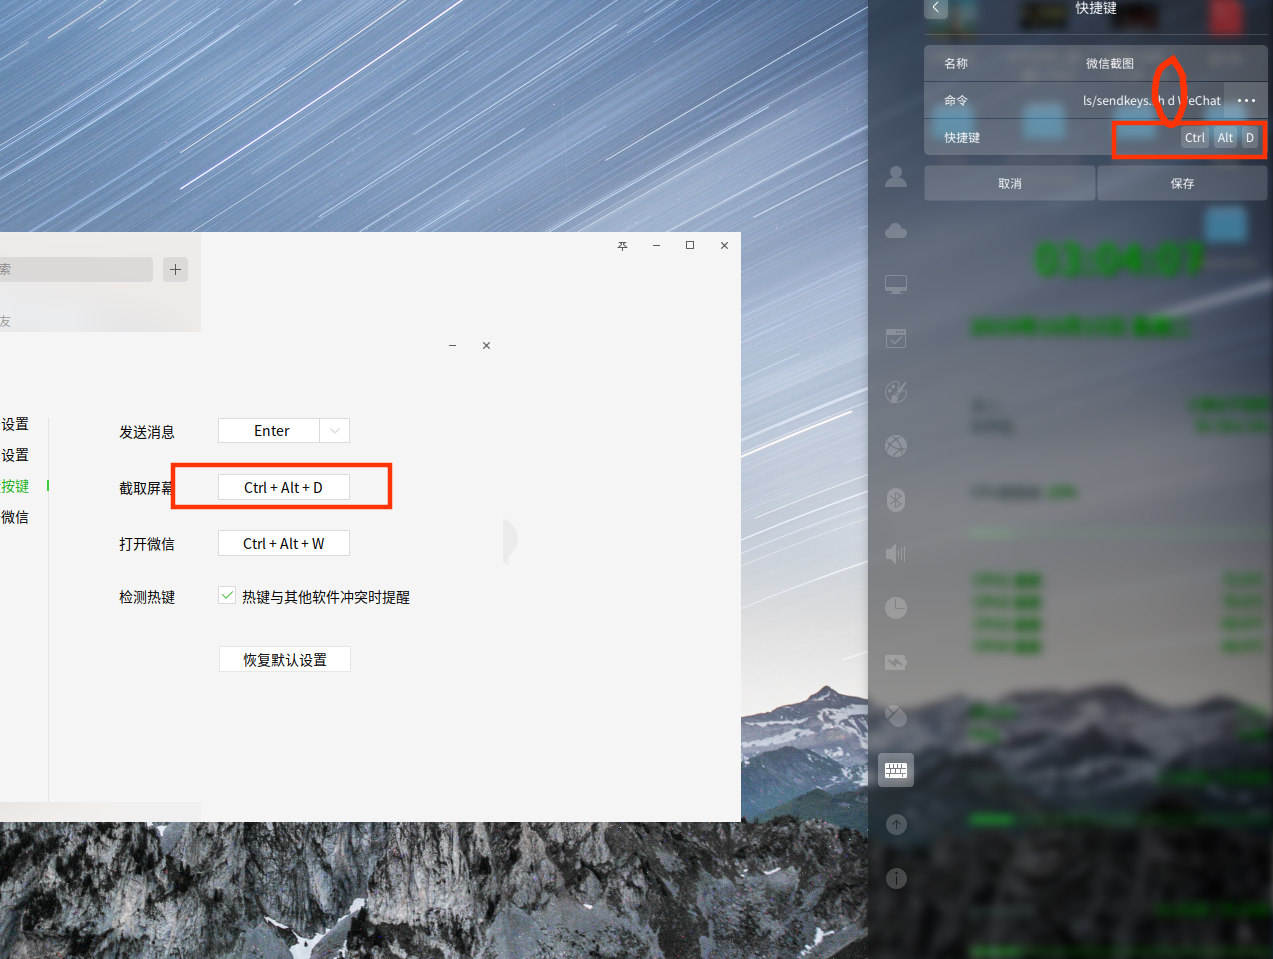 快捷键
名称 微信截图
命令 ls/sendkeys.sh d WeChat
快捷键 Ctrl Alt D
取消 保存
03:04:07
索
友
设置
设置
按键
微信
发送消息 Enter
截取屏幕 Ctrl + Alt + D
打开微信 Ctrl + Alt + W
检测热键 热键与其他软件冲突时提醒
恢复默认设置